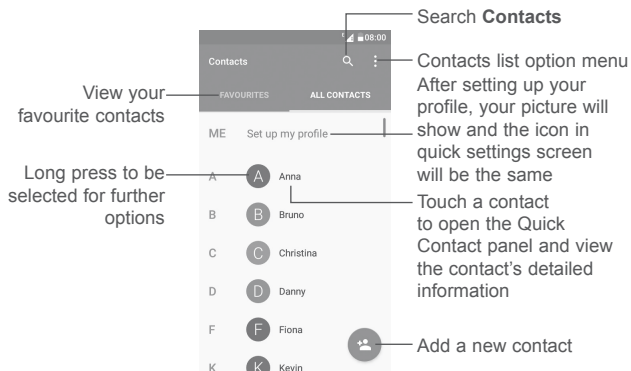 Search Contacts
08:00
Contacts
Contacts list option menu
FAVOURITES
ALL CONTACTS
View your
favourite contacts
After setting up your
profile, your picture will
show and the icon in
quick settings screen
will be the same
ME
Set up my profile
Long press to be
selected for further
options
A
A
Anna
Touch a contact
to open the Quick
Contact panel and view
the contact's detailed
information
B
B
Bruno
C
C
Christina
D
D
Danny
F
F
Fiona
Add a new contact
K
K
Kevin